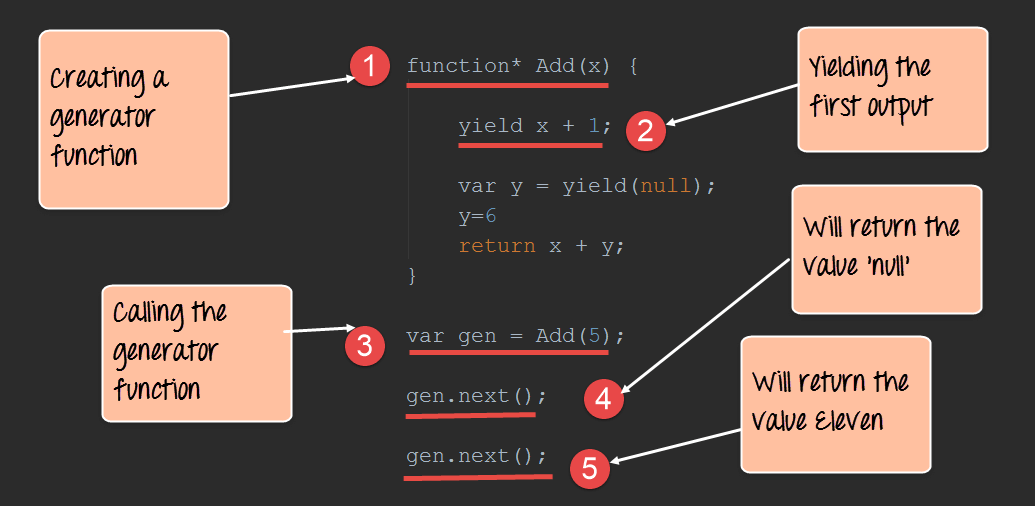 Creating a
generator
function
1
function* Add(x) {
Yielding the
first output
yield x + 1;
2
var y = yield(null);
y=6
return x + y;
}
Will return the
Value 'null'
Calling the
generator
function
3
var gen = Add(5);
gen.next();
4
Will return the
Value Eleven
gen.next();
5